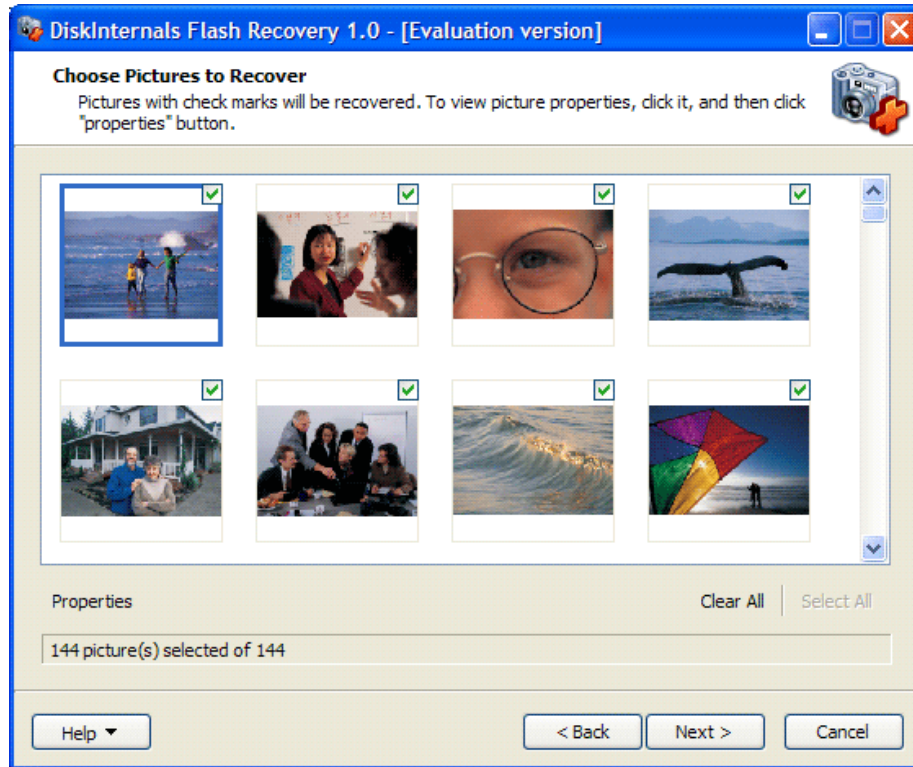 DiskInternals Flash Recovery 1.0 - [Evaluation version]
Choose Pictures to Recover
Pictures with check marks will be recovered. To view picture properties, click it, and then click
"properties" button.
Properties
Clear All
Select All
144 picture(s) selected of 144
Help
< Back
Next >
Cancel